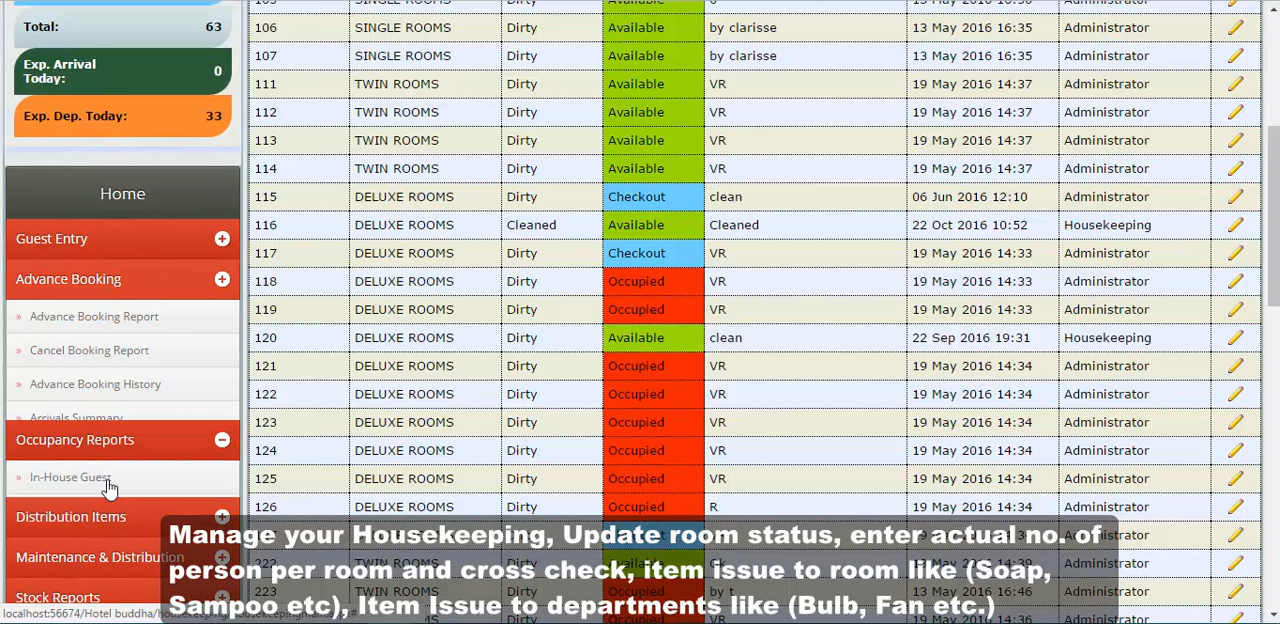 Total: 63
Exp. Arrival
Today: 0
Exp. Dep. Today: 33
Home
Guest Entry
Advance Booking
» Advance Booking Report
» Cancel Booking Report
» Advance Booking History
Arrivals Summary
Occupancy Reports
» In-House Guest
Distribution Items
Maintenance & Distribution
Stock Reports
106 SINGLE ROOMS Dirty Available by clarisse 13 May 2016 16:35 Administrator
107 SINGLE ROOMS Dirty Available by clarisse 13 May 2016 16:35 Administrator
111 TWIN ROOMS Dirty Available VR 19 May 2016 14:37 Administrator
112 TWIN ROOMS Dirty Available VR 19 May 2016 14:37 Administrator
113 TWIN ROOMS Dirty Available VR 19 May 2016 14:37 Administrator
114 TWIN ROOMS Dirty Available VR 19 May 2016 14:37 Administrator
115 DELUXE ROOMS Dirty Checkout clean 06 Jun 2016 12:10 Administrator
116 DELUXE ROOMS Cleaned Available Cleaned 22 Oct 2016 10:52 Housekeeping
117 DELUXE ROOMS Dirty Checkout VR 19 May 2016 14:33 Administrator
118 DELUXE ROOMS Dirty Occupied VR 19 May 2016 14:33 Administrator
119 DELUXE ROOMS Dirty Occupied VR 19 May 2016 14:33 Administrator
120 DELUXE ROOMS Dirty Available clean 22 Sep 2016 19:31 Housekeeping
121 DELUXE ROOMS Dirty Occupied VR 19 May 2016 14:34 Administrator
122 DELUXE ROOMS Dirty Occupied VR 19 May 2016 14:34 Administrator
123 DELUXE ROOMS Dirty Occupied VR 19 May 2016 14:34 Administrator
124 DELUXE ROOMS Dirty Occupied VR 19 May 2016 14:34 Administrator
125 DELUXE ROOMS Dirty Occupied VR 19 May 2016 14:34 Administrator
126 DELUXE ROOMS Dirty Occupied R 19 May 2016 14:34 Administrator
Manage your Housekeeping, Update room status, enter actual no. of
person per room and cross check, item issue to room like (Soap,
Sampoo etc), Item Issue to departments like (Bulb, Fan etc.)